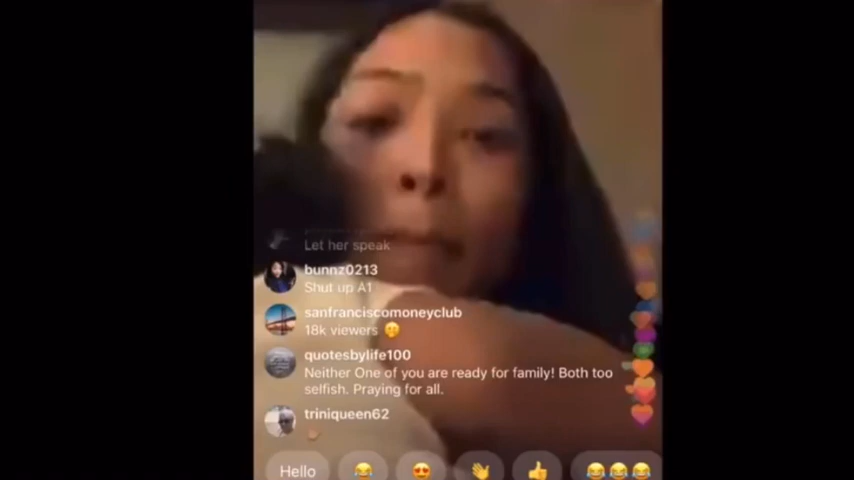 Let her speak
bunnz0213
Shut up A1
sanfranciscomoneyclub
18k viewers 🤭
quotesbylife100
Neither One of you are ready for family! Both too
selfish. Praying for all.
triniqueen62
Hello 😂 😍 👋 👍 😂😂😂